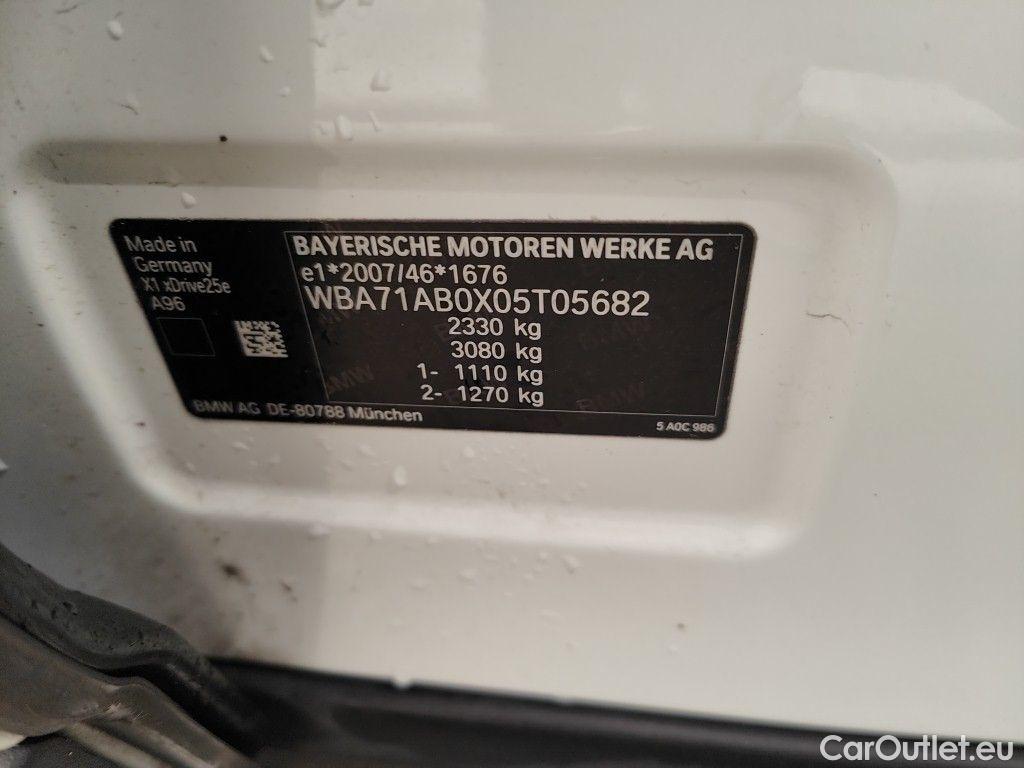 Made in
Germany
X1 xDrive25e
A96
BAYERISCHE MOTOREN WERKE AG
e1*2007/46*1676
WBA71AB0X05T05682
2330 kg
3080 kg
1- 1110 kg
2- 1270 kg
BMW AG DE-80788 München
5 A0C 986
CarOutlet.eu